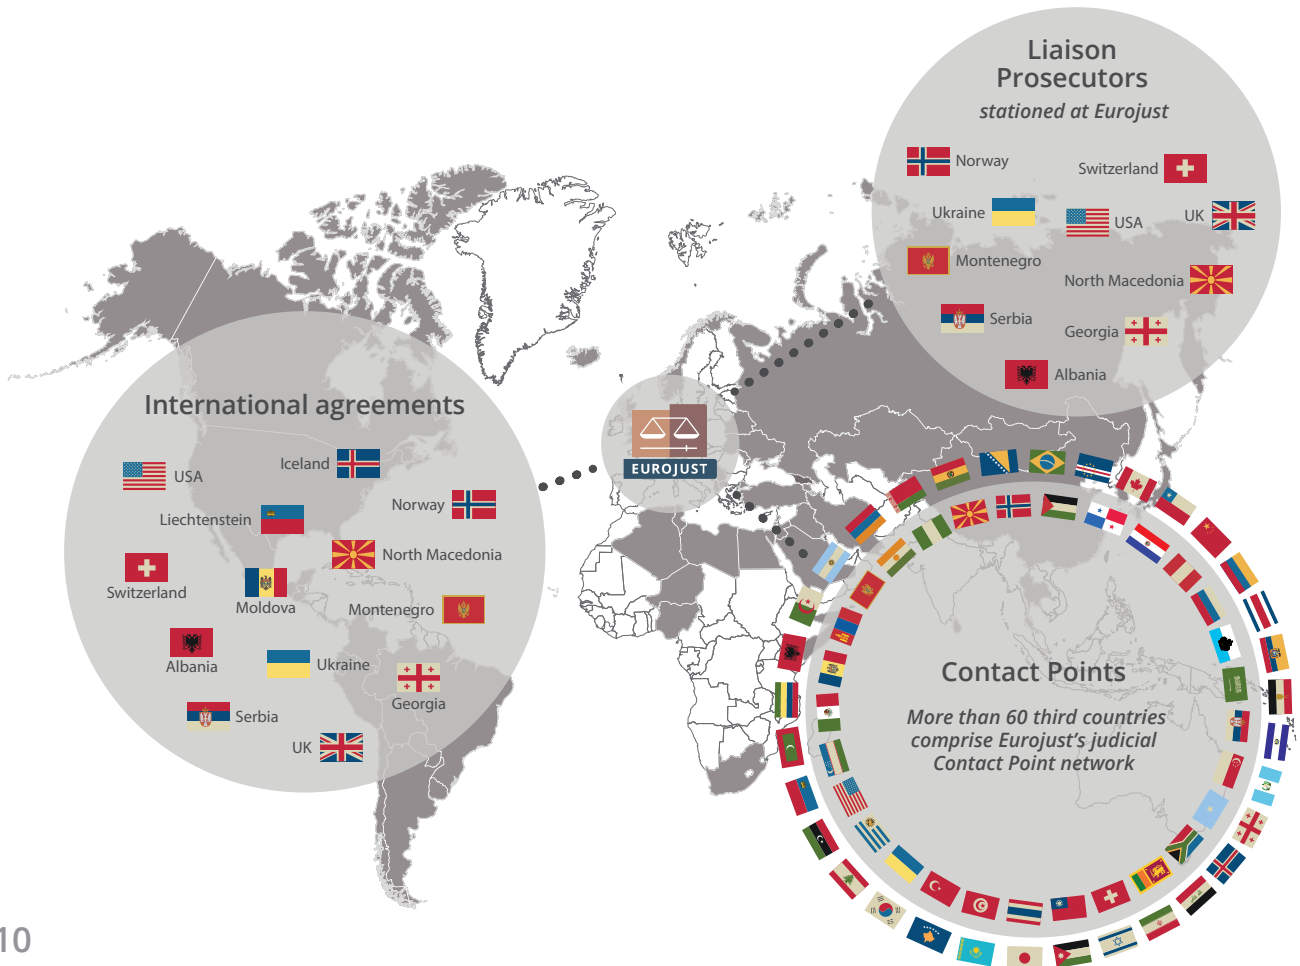 Liaison
Prosecutors
stationed at Eurojust
Norway
Switzerland
Ukraine
USA
UK
Montenegro
North Macedonia
Serbia
Georgia
Albania
International agreements
USA
Iceland
Norway
Liechtenstein
North Macedonia
Switzerland
Moldova
Montenegro
Albania
Ukraine
Georgia
Serbia
UK
EUROJUST
Contact Points
More than 60 third countries
comprise Eurojust's judicial
Contact Point network
10